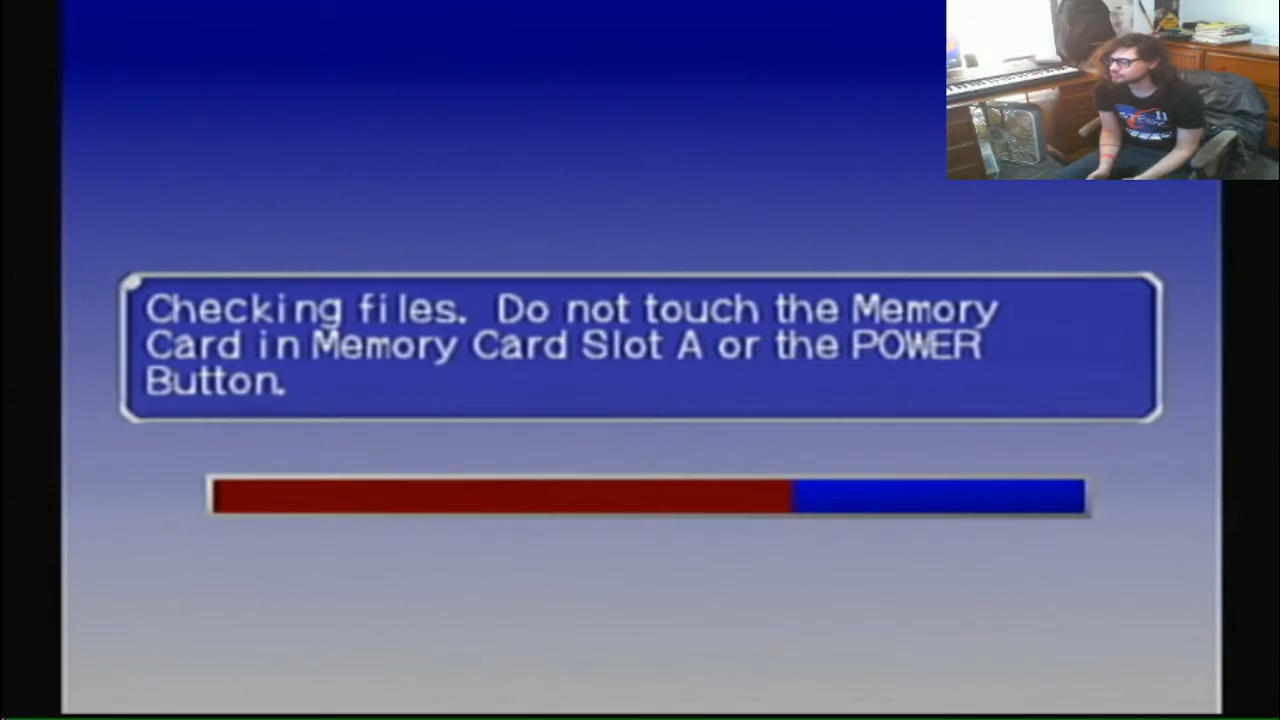 Checking files. Do not touch the Memory
Card in Memory Card Slot A or the POWER
Button.